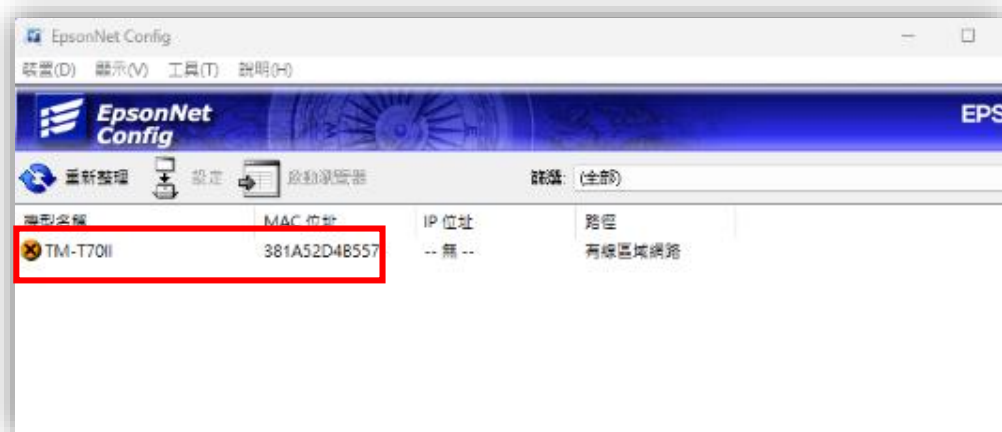 EpsonNet Config
裝置(D) 顯示(V) 工具(T) 說明(H)
EpsonNet
Config
EPS
重新整理 設定 啟動瀏覽器 篩選: (全部)
機型名稱 MAC 位址 IP 位址 路徑
TM-T70II 381A52D4B557 -- 無 -- 有線區域網路